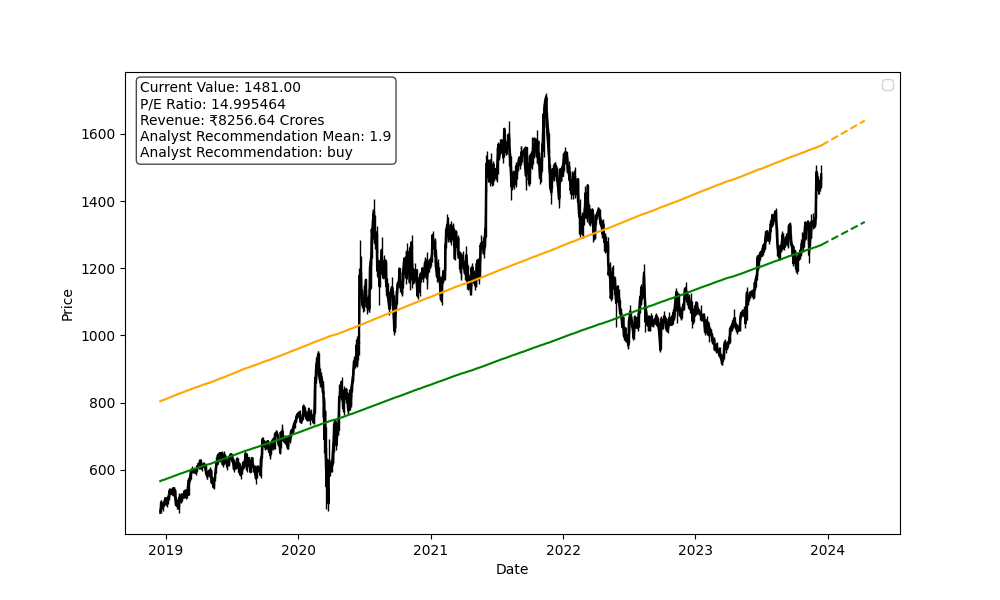 Current Value: 1481.00
P/E Ratio: 14.995464
Revenue: ₹8256.64 Crores
Analyst Recommendation Mean: 1.9
Analyst Recommendation: buy
1600
1400
1200
1000
800
600
Price
2019 2020 2021 2022 2023 2024
Date